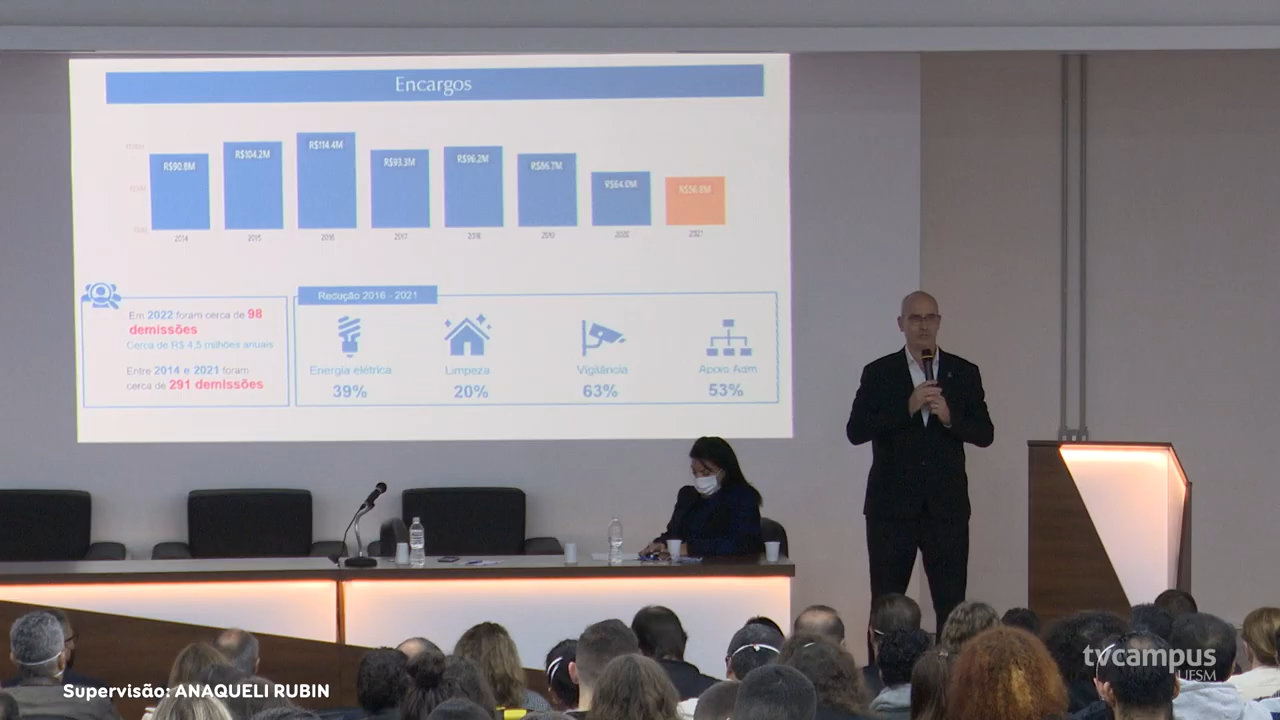 Encargos
R$90.8M
R$104.2M
R$114.4M
R$93.3M
R$96.2M
R$86.7M
R$64.0M
2014
2015
2016
2017
2018
2019
2020
2021
Em 2022 foram cerca de 98
demissões
Cerca de R$ 4,5 milhões anuais
Entre 2014 e 2021 foram
cerca de 291 demissões
Redução 2016 - 2021
Energia elétrica
39%
Limpeza
20%
Vigilância
63%
Apoio Adm.
53%
tvcampus
UFSM
Supervisão: ANAQUELI RUBIN